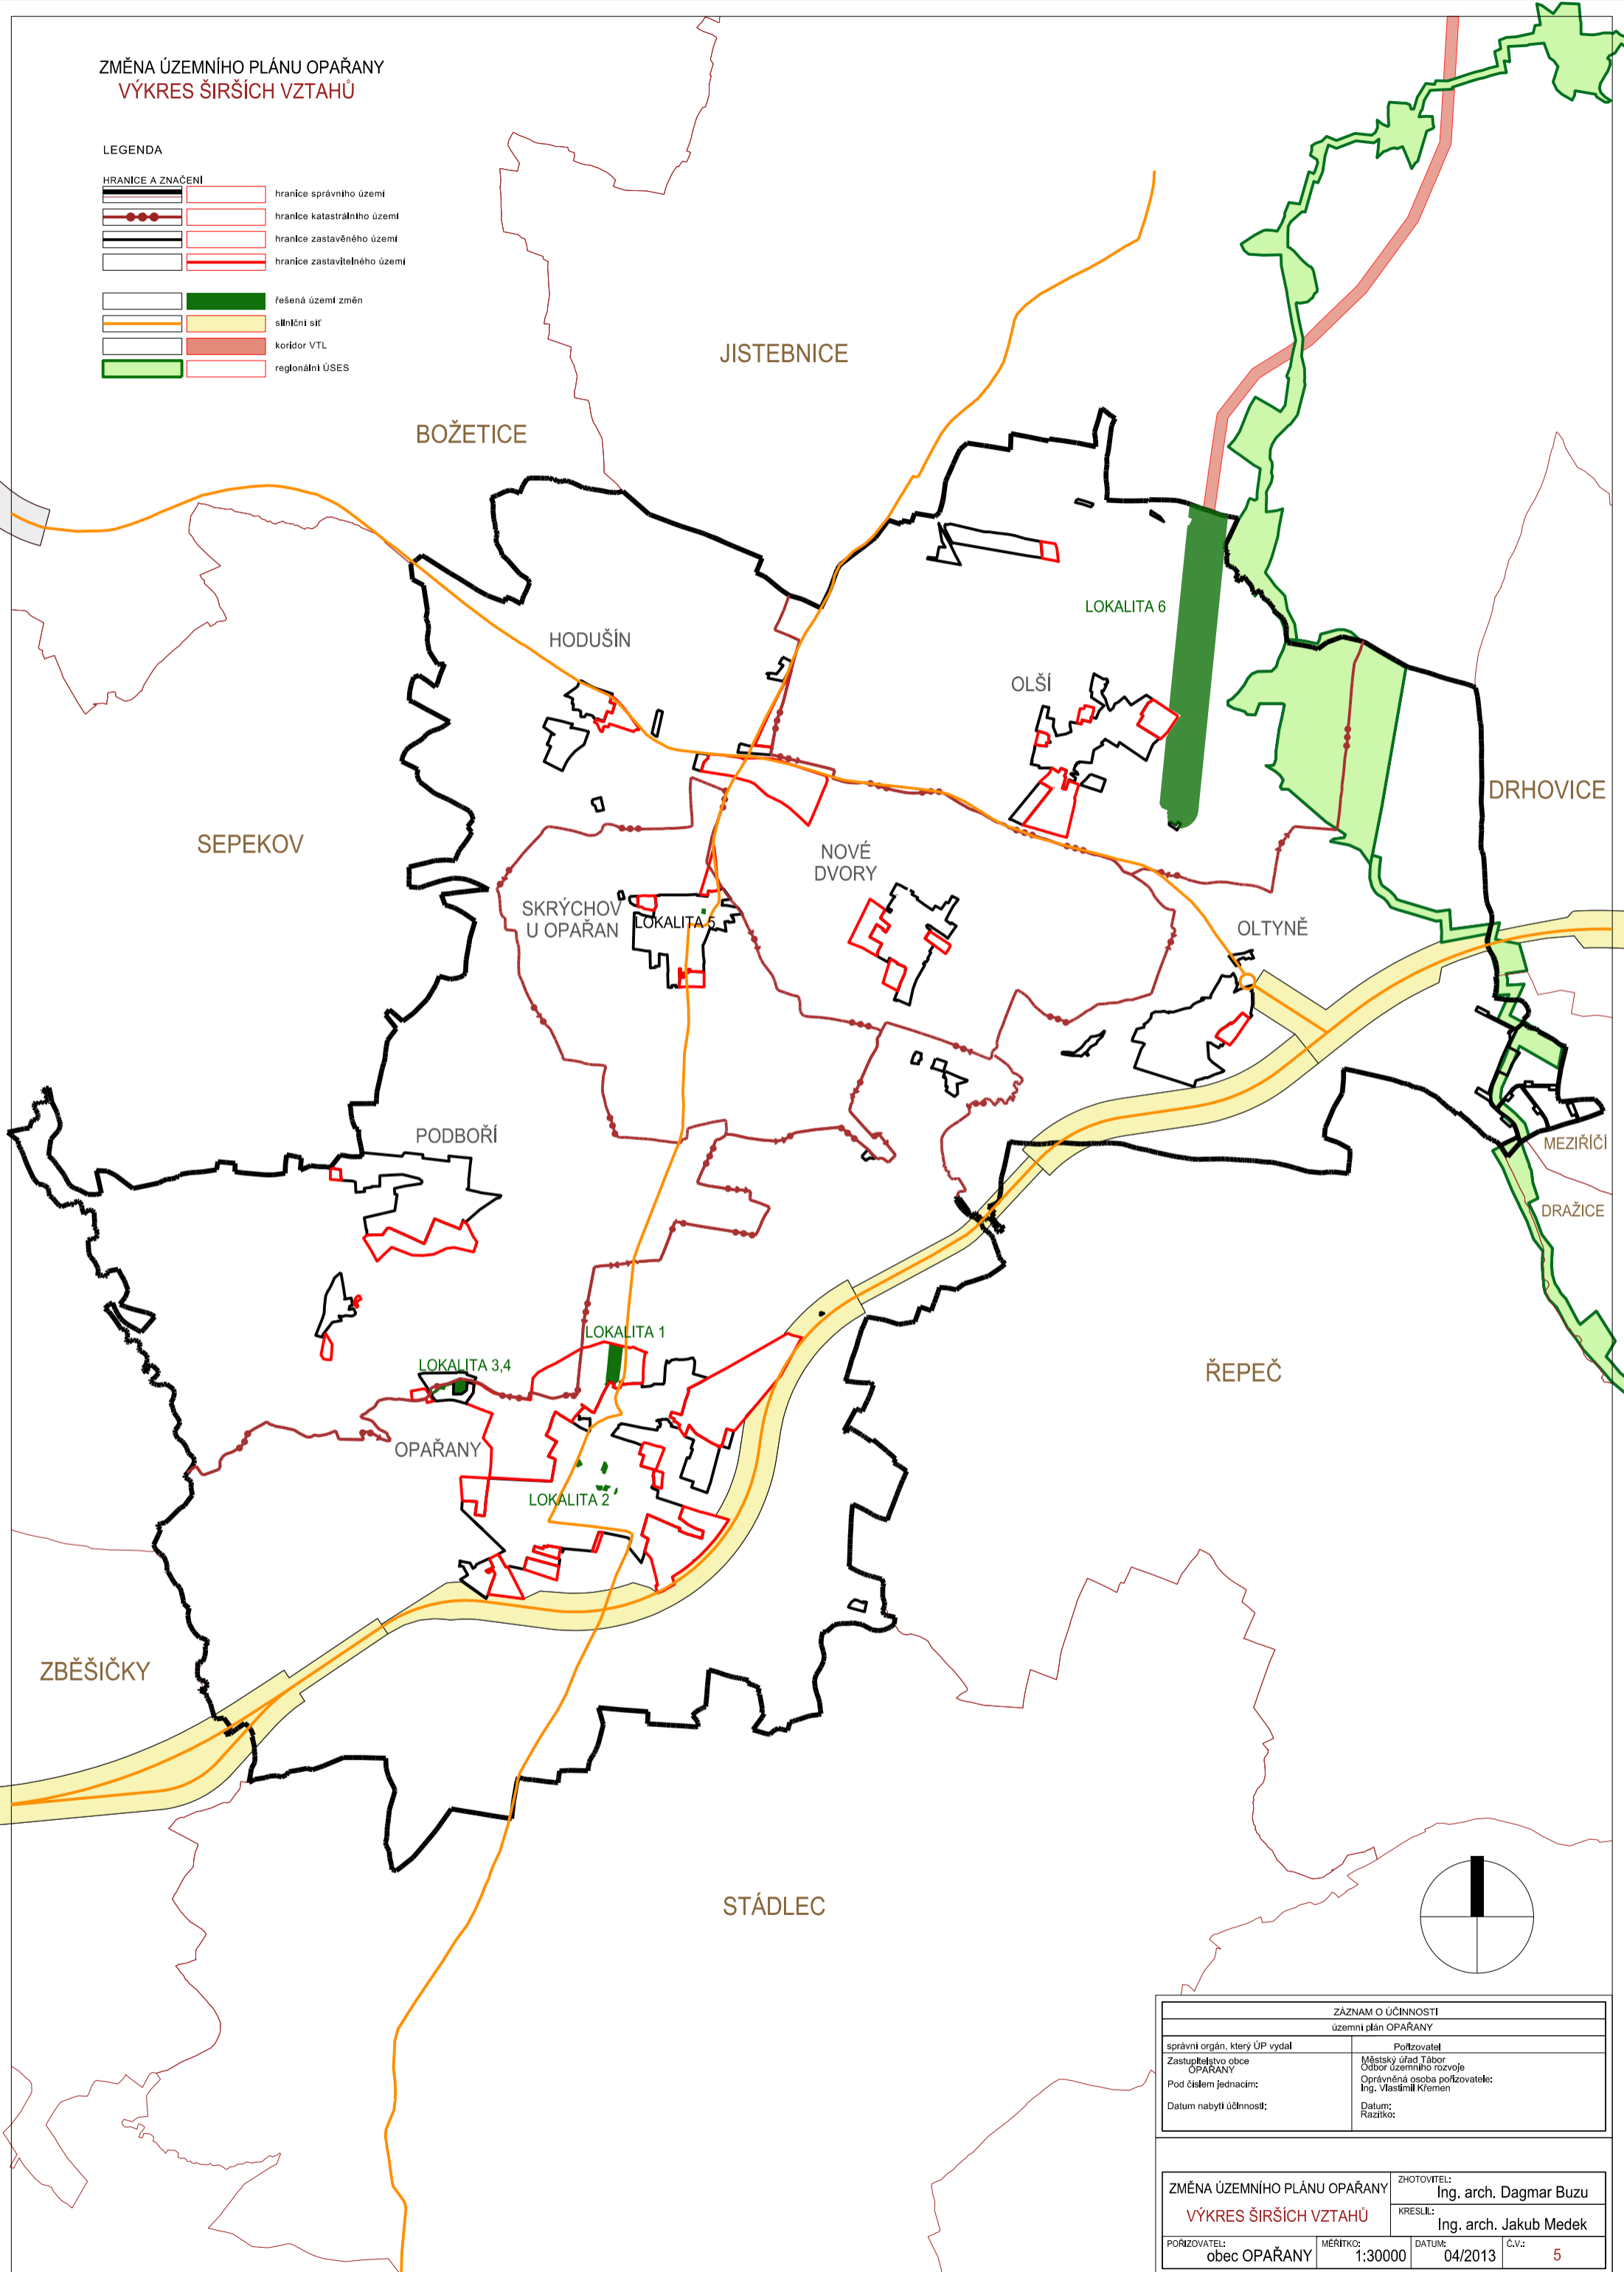 ZMĚNA ÚZEMNÍHO PLÁNU OPAŘANY
VÝKRES ŠIRŠÍCH VZTAHŮ
LEGENDA
HRANICE A ZNAČENÍ
hranice správního území
hranice katastrálního území
hranice zastavěného území
hranice zastavitelného území
řešená území změn
silniční síť
koridor VTL
regionální ÚSES
JISTEBNICE
BOŽETICE
LOKALITA 6
HODUŠÍN
OLŠÍ
DRHOVICE
SEPEKOV
NOVÉ
DVORY
SKRÝCHOV
U OPAŘAN
LOKALITA 5
OLTYNĚ
PODBOŘÍ
MEZIŘÍČÍ
DRAŽICE
LOKALITA 1
LOKALITA 3,4
ŘEPEČ
OPAŘANY
LOKALITA 2
ZBĚŠIČKY
STÁDLEC
ZÁZNAM O ÚČINNOSTI
územní plán OPAŘANY
správní orgán, který ÚP vydal
Pořizovatel
Zastupitelstvo obce
OPAŘANY
Městský úřad Tábor
Odbor územního rozvoje
Pod číslem jednacím:
Oprávněná osoba pořizovatele:
Ing. Vlastimil Křemen
Datum nabytí účinnosti:
Datum:
Razítko:
ZMĚNA ÚZEMNÍHO PLÁNU OPAŘANY
VÝKRES ŠIRŠÍCH VZTAHŮ
ZHOTOVITEL:
Ing. arch. Dagmar Buzu
KRESLIL:
Ing. arch. Jakub Medek
POŘIZOVATEL:
obec OPAŘANY
MĚŘÍTKO:
1:30000
DATUM:
04/2013
Č.V.:
5